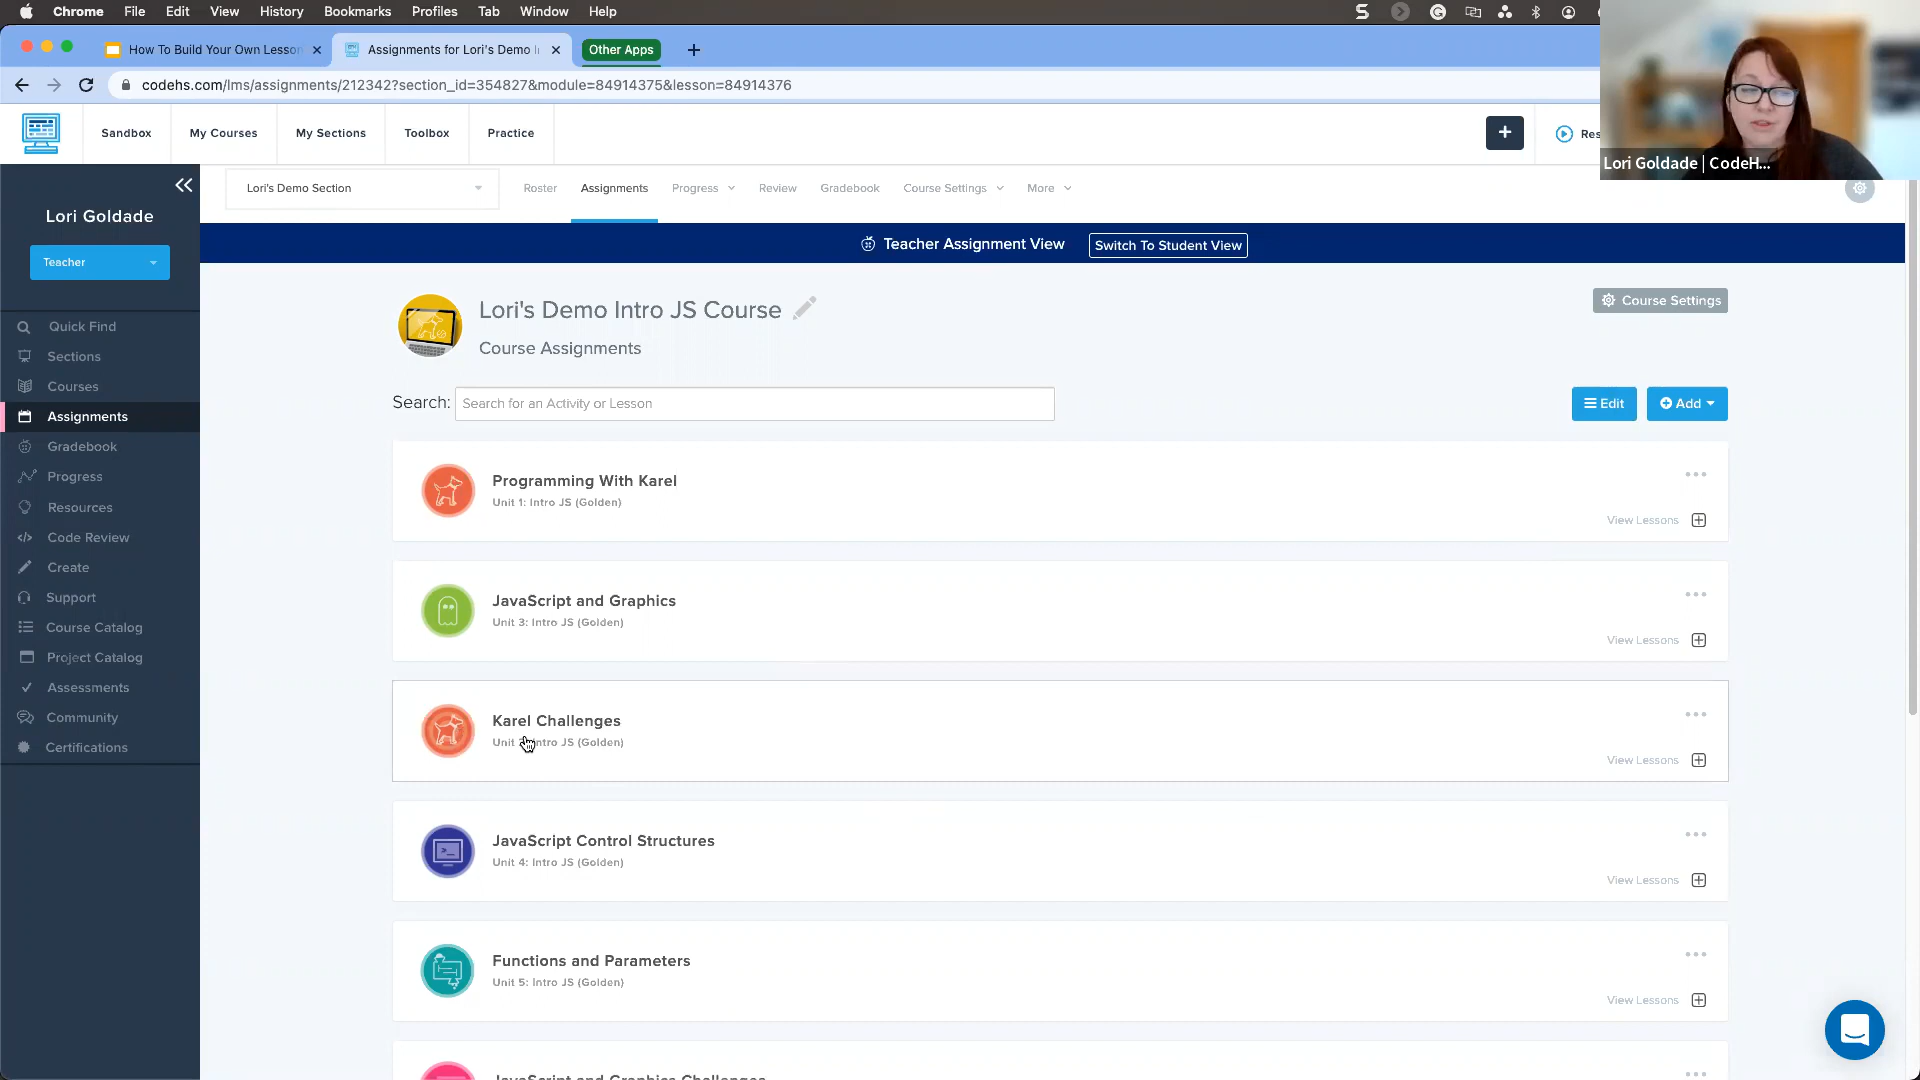 Chrome File Edit View History Bookmarks Profiles Tab Window Help
How To Build Your Own Lesson
Assignments for Lori's Demo I
Other Apps
codehs.com/lms/assignments/212342?section_id=354827&module=84914375&lesson=84914376
Sandbox My Courses My Sections Toolbox Practice
Lori Goldade | CodeH...
Lori Goldade
Teacher
Quick Find
Sections
Courses
Assignments
Gradebook
Progress
Resources
Code Review
Create
Support
Course Catalog
Project Catalog
Assessments
Community
Certifications
Lori's Demo Section
Roster Assignments Progress Review Gradebook Course Settings More
Teacher Assignment View Switch To Student View
Lori's Demo Intro JS Course
Course Settings
Course Assignments
Search: Search for an Activity or Lesson
Edit Add
Programming With Karel
Unit 1: Intro JS (Golden)
View Lessons
JavaScript and Graphics
Unit 3: Intro JS (Golden)
View Lessons
Karel Challenges
Unit Intro JS (Golden)
View Lessons
JavaScript Control Structures
Unit 4: Intro JS (Golden)
View Lessons
Functions and Parameters
Unit 5: Intro JS (Golden)
View Lessons
JavaScript and Graphics Challenges